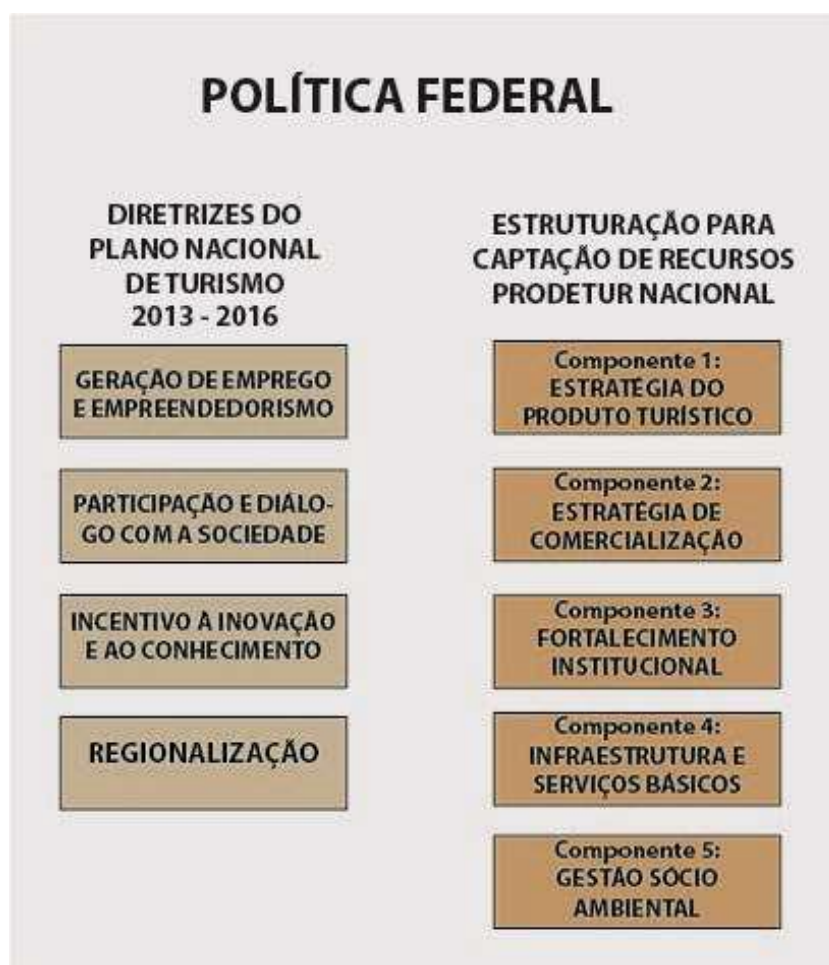 POLÍTICA FEDERAL
DIRETRIZES DO
PLANO NACIONAL
DE TURISMO
2013 - 2016
GERAÇÃO DE EMPREGO
E EMPREENDEDORISMO
PARTICIPAÇÃO E DIÁLO-
GO COM A SOCIEDADE
INCENTIVO À INOVAÇÃO
E AO CONHECIMENTO
REGIONALIZAÇÃO
ESTRUTURAÇÃO PARA
CAPTAÇÃO DE RECURSOS
PRODETUR NACIONAL
Componente 1:
ESTRATÉGIA DO
PRODUTO TURÍSTICO
Componente 2:
ESTRATÉGIA DE
COMERCIALIZAÇÃO
Componente 3:
FORTALECIMENTO
INSTITUCIONAL
Componente 4:
INFRAESTRUTURA E
SERVIÇOS BÁSICOS
Componente 5:
GESTÃO SÓCIO
AMBIENTAL